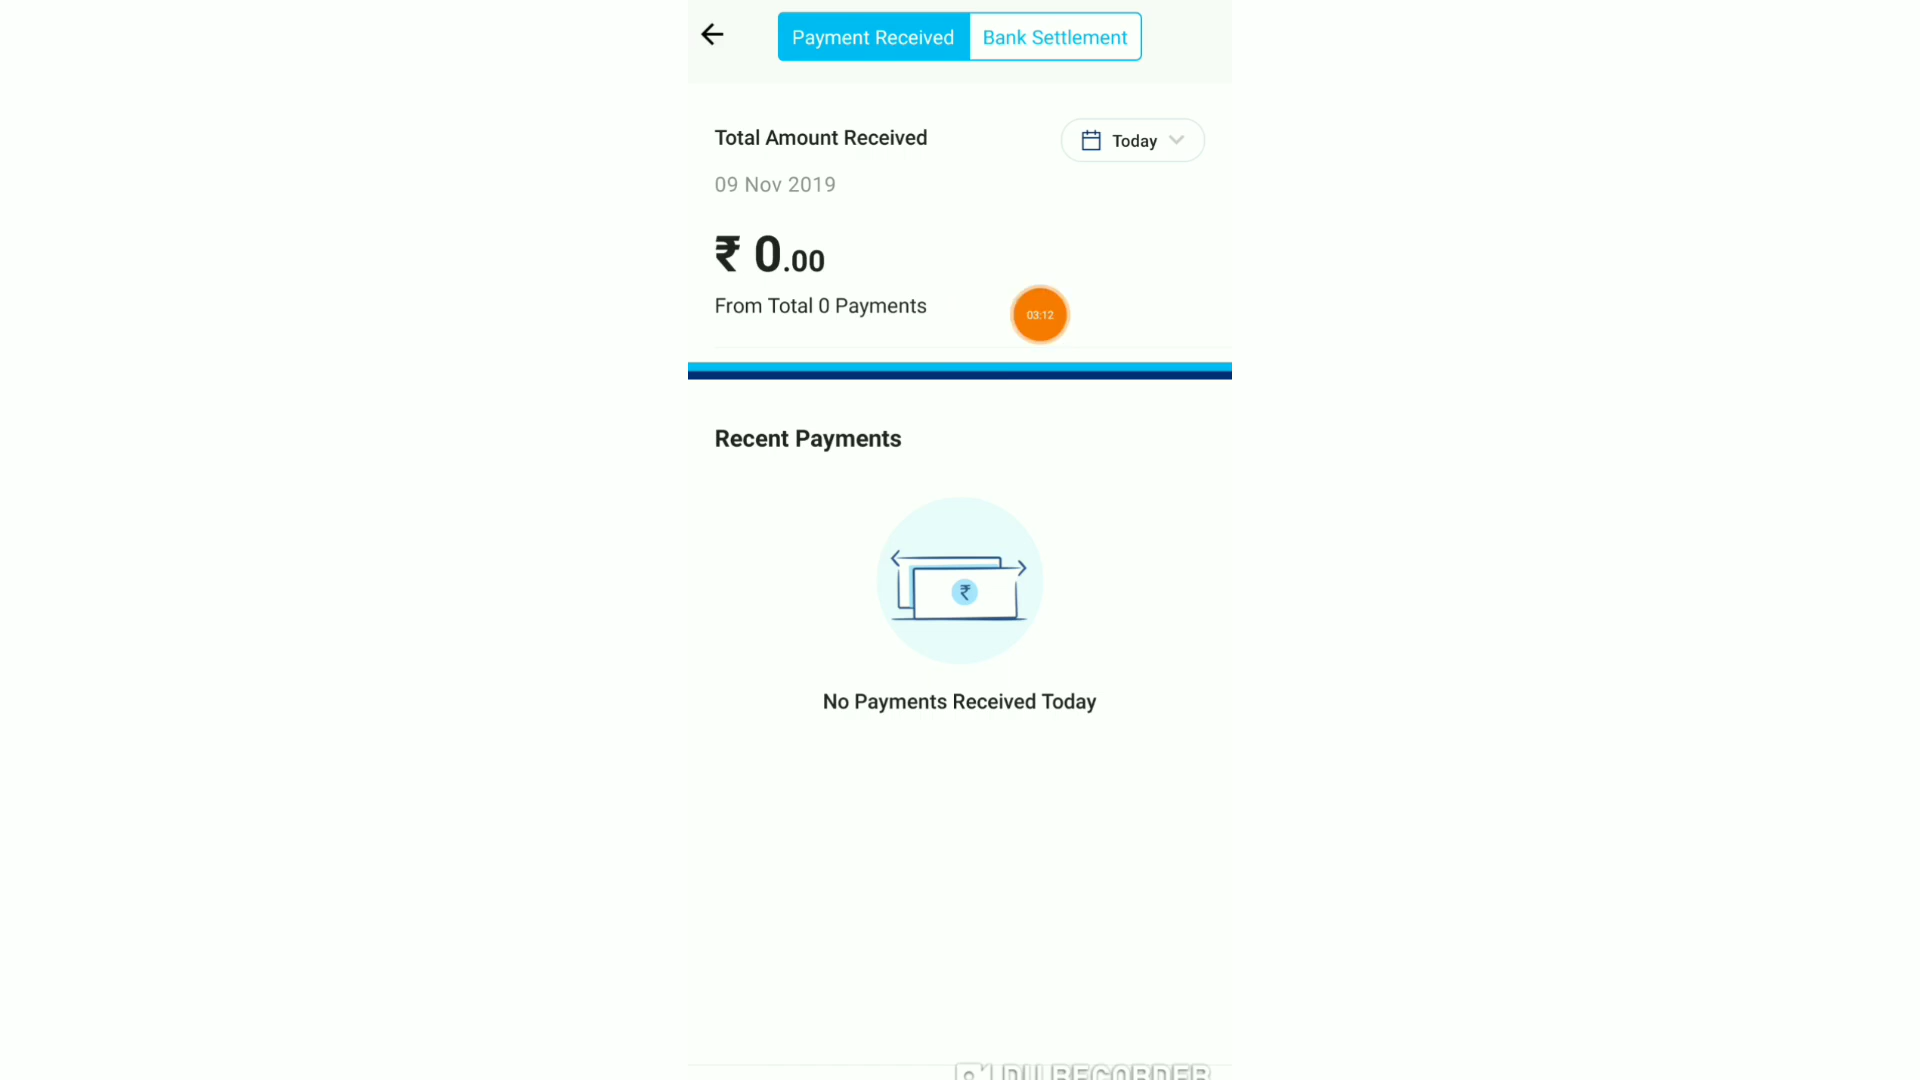 Payment Received Bank Settlement
Total Amount Received
Today
09 Nov 2019
₹ 0.00
From Total 0 Payments
03:12
Recent Payments
₹
No Payments Received Today
DU RECORDER